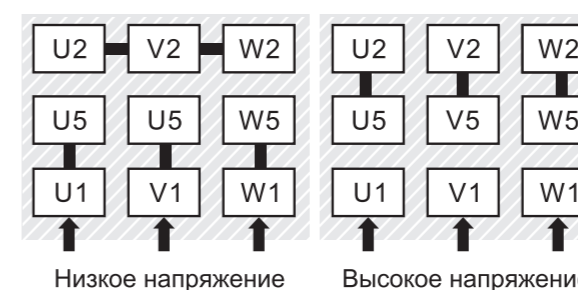 U2 V2 W2 U2 V2 W2
U5 U5 W5 U5 V5 W5
U1 V1 W1 U1 V1 W1
Низкое напряжение Высокое напряжение